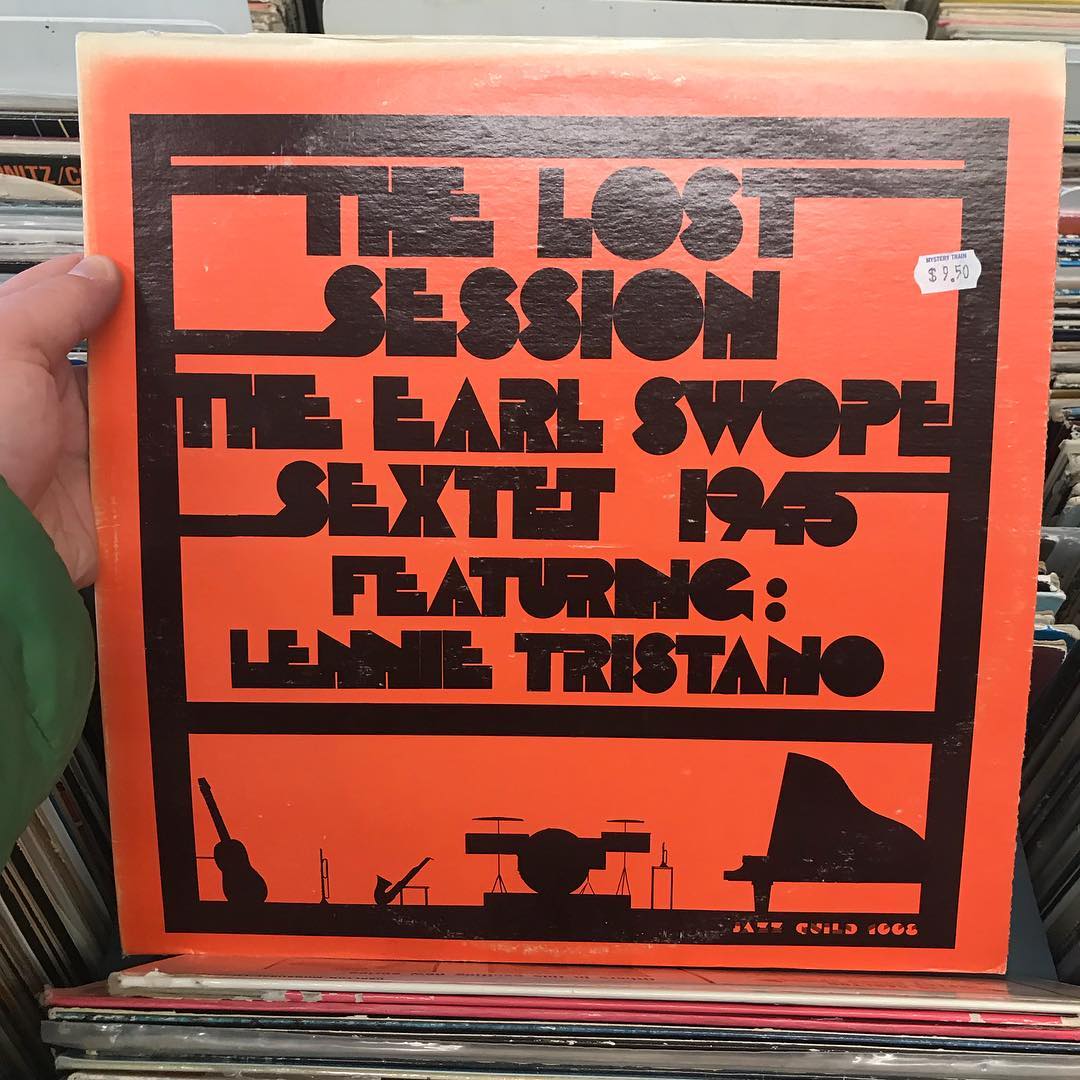 THE LOST
SESSION
MYSTERY TRAIN
$9.50
THE EARL SWOPE
SEXTET 1945
FEATURING:
LENNIE TRISTANO
JAZZ GUILD 1008